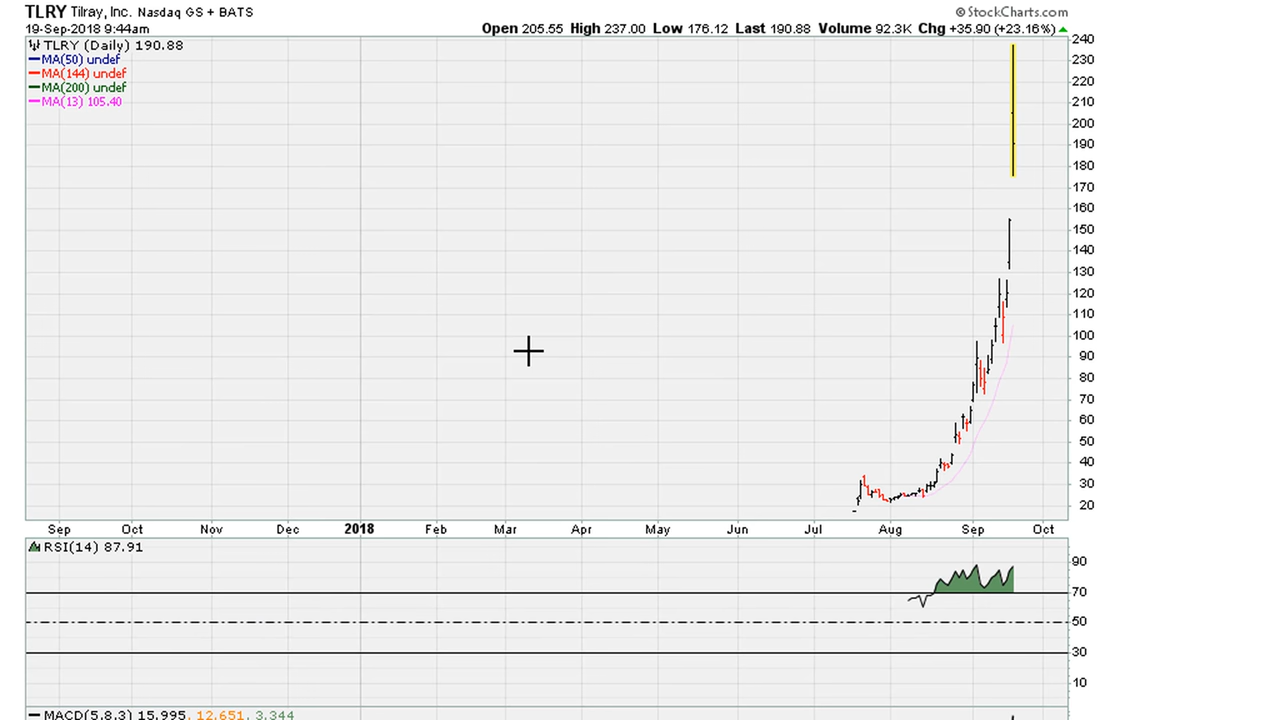 TLRY Tilray, Inc. Nasdaq GS + BATS © StockCharts.com
19-Sep-2018 9:44am Open 205.55 High 237.00 Low 176.12 Last 190.88 Volume 92.3K Chg +35.90 (+23.16%)
TLRY (Daily) 190.88
MA(50) undef
MA(144) undef
MA(200) undef
MA(13) 105.40
240
230
220
210
200
190
180
170
160
150
140
130
120
110
100
90
80
70
60
50
40
30
20
Sep Oct Nov Dec 2018 Feb Mar Apr May Jun Jul Aug Sep Oct
RSI(14) 87.91
90
70
50
30
10
MACD(5,8,3) 15.995, 12.651, 3.344